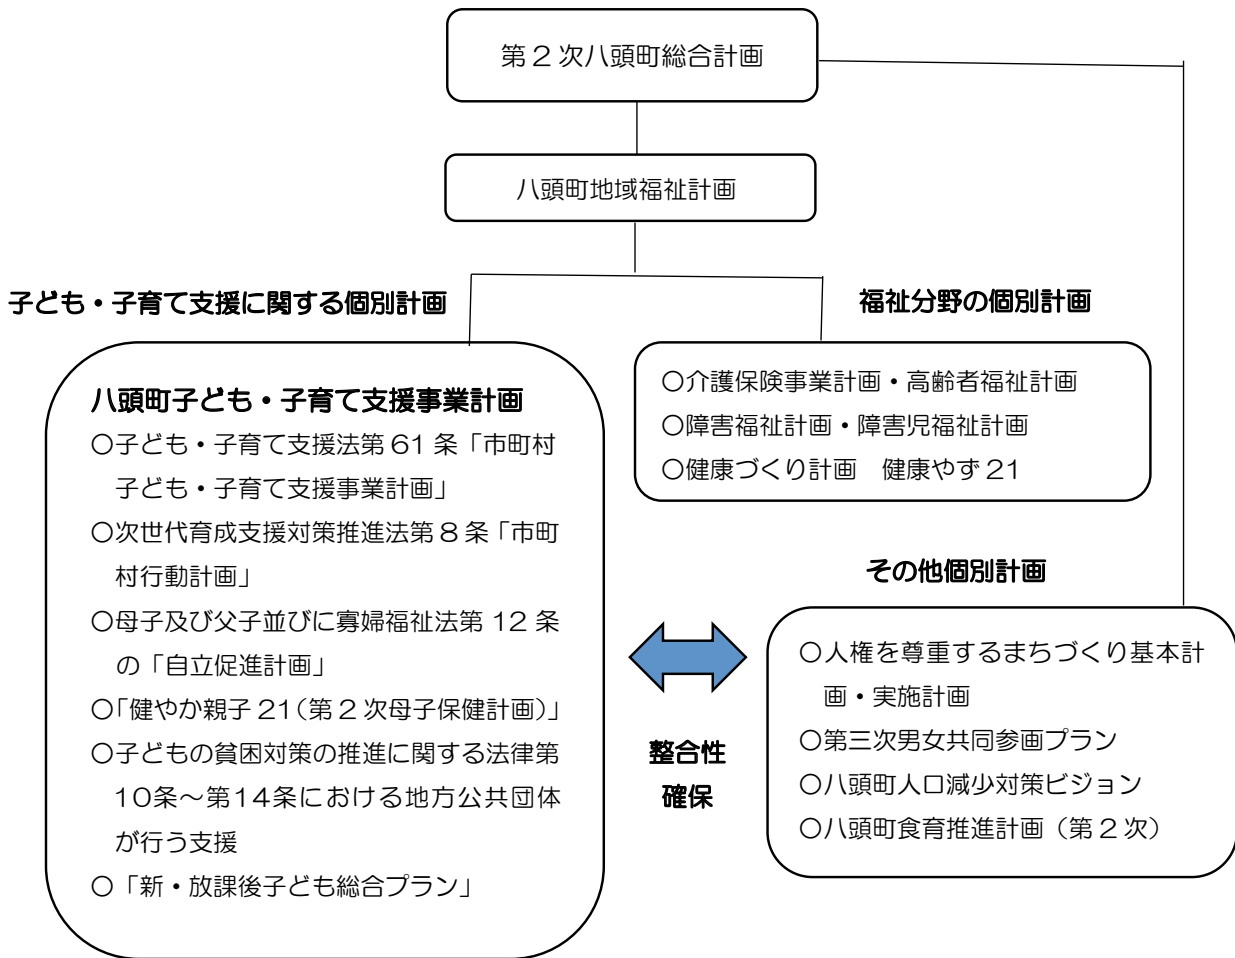 第2次八頭町総合計画
八頭町地域福祉計画
子ども・子育て支援に関する個別計画
八頭町子ども・子育て支援事業計画
〇子ども・子育て支援法第61条「市町村
子ども・子育て支援事業計画」
〇次世代育成支援対策推進法第8条「市町
村行動計画」
〇母子及び父子並びに寡婦福祉法第12条
の「自立促進計画」
〇「健やか親子21(第2次母子保健計画)」
〇子どもの貧困対策の推進に関する法律第
10条～第14条における地方公共団体
が行う支援
〇「新・放課後子ども総合プラン」
福祉分野の個別計画
〇介護保険事業計画・高齢者福祉計画
〇障害福祉計画・障害児福祉計画
〇健康づくり計画　健康やず21
整合性
確保
その他個別計画
〇人権を尊重するまちづくり基本計
画・実施計画
〇第三次男女共同参画プラン
〇八頭町人口減少対策ビジョン
〇八頭町食育推進計画（第2次）